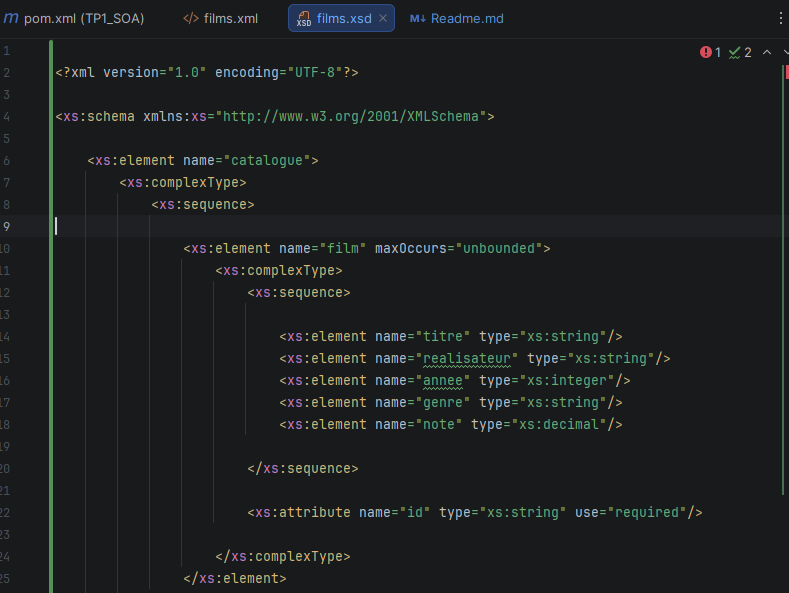 m pom.xml (TP1_SOA) </> films.xml XSD films.xsd × M↓ Readme.md
1 1 2
2 <?xml version="1.0" encoding="UTF-8"?>
3
4 <xs:schema xmlns:xs="http://www.w3.org/2001/XMLSchema">
5
6 <xs:element name="catalogue">
7 <xs:complexType>
8 <xs:sequence>
9
10 <xs:element name="film" maxOccurs="unbounded">
11 <xs:complexType>
12 <xs:sequence>
13
14 <xs:element name="titre" type="xs:string"/>
15 <xs:element name="realisateur" type="xs:string"/>
16 <xs:element name="annee" type="xs:integer"/>
17 <xs:element name="genre" type="xs:string"/>
18 <xs:element name="note" type="xs:decimal"/>
19
20 </xs:sequence>
21
22 <xs:attribute name="id" type="xs:string" use="required"/>
23
24 </xs:complexType>
25 </xs:element>